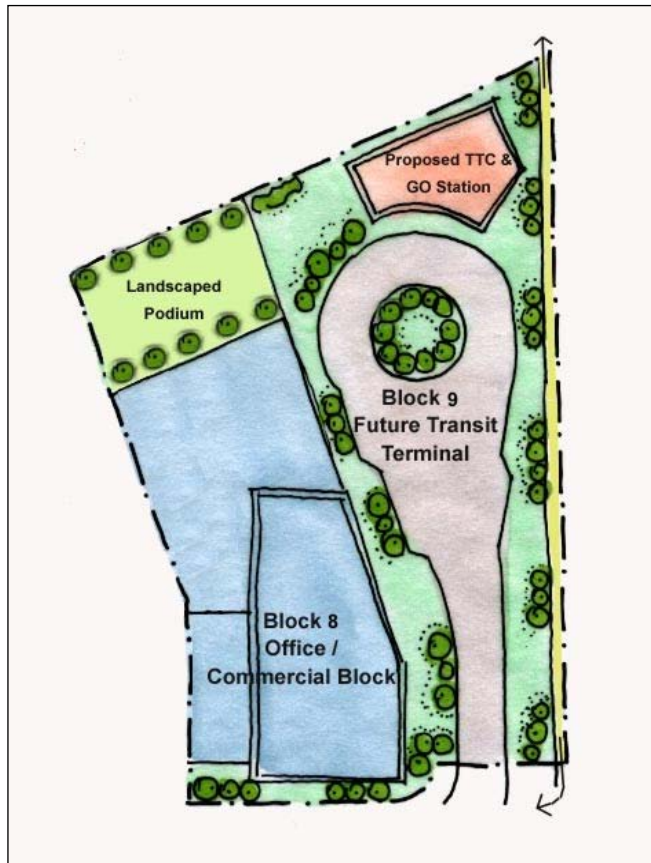 Proposed TTC &
GO Station
Landscaped
Podium
Block 9
Future Transit
Terminal
Block 8
Office /
Commercial Block